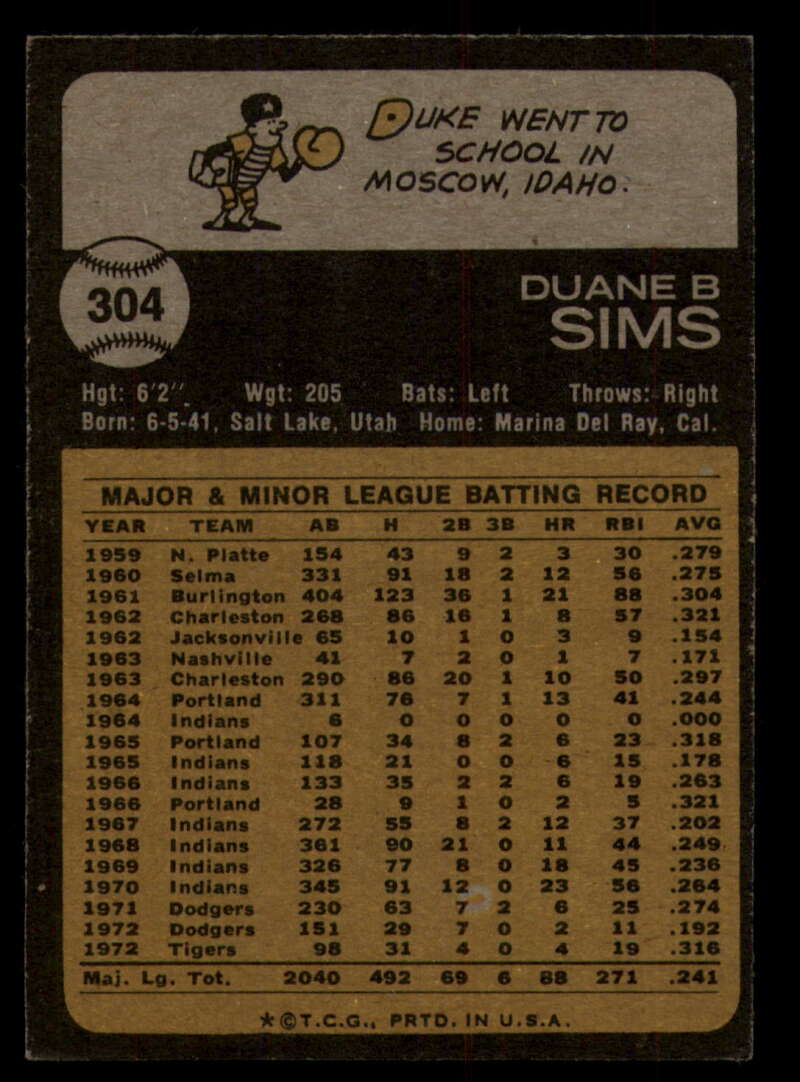 DUKE WENT TO
SCHOOL IN
MOSCOW, IDAHO.
304
DUANE B
SIMS
Hgt: 6'2". Wgt: 205 Bats: Left Throws: Right
Born: 6-5-41, Salt Lake, Utah Home: Marina Del Ray, Cal.
MAJOR & MINOR LEAGUE BATTING RECORD
YEAR TEAM AB H 2B 3B HR RBI AVG
1959 N. Platte 154 43 9 2 3 30 .279
1960 Selma 331 91 18 2 12 56 .275
1961 Burlington 404 123 36 1 21 88 .304
1962 Charleston 268 86 16 1 8 57 .321
1962 Jacksonville 65 10 1 0 3 9 .154
1963 Nashville 41 7 2 0 1 7 .171
1963 Charleston 290 86 20 1 10 50 .297
1964 Portland 311 76 7 1 13 41 .244
1964 Indians 6 0 0 0 0 0 .000
1965 Portland 107 34 8 2 6 23 .318
1965 Indians 118 21 0 0 6 15 .178
1966 Indians 133 35 2 2 6 19 .263
1966 Portland 28 9 1 0 2 5 .321
1967 Indians 272 55 8 2 12 37 .202
1968 Indians 361 90 21 0 11 44 .249
1969 Indians 326 77 8 0 18 45 .236
1970 Indians 345 91 12 0 23 56 .264
1971 Dodgers 230 63 7 2 6 25 .274
1972 Dodgers 151 29 7 0 2 11 .192
1972 Tigers 98 31 4 0 4 19 .316
Maj. Lg. Tot. 2040 492 69 6 88 271 .241
*©T.C.G., PRTD. IN U.S.A.